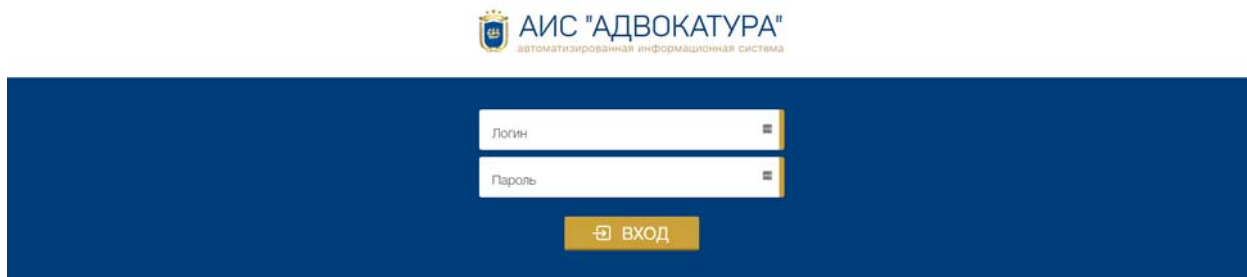 АИС "АДВОКАТУРА"
автоматизированная информационная система
Логин
Пароль
ВХОД